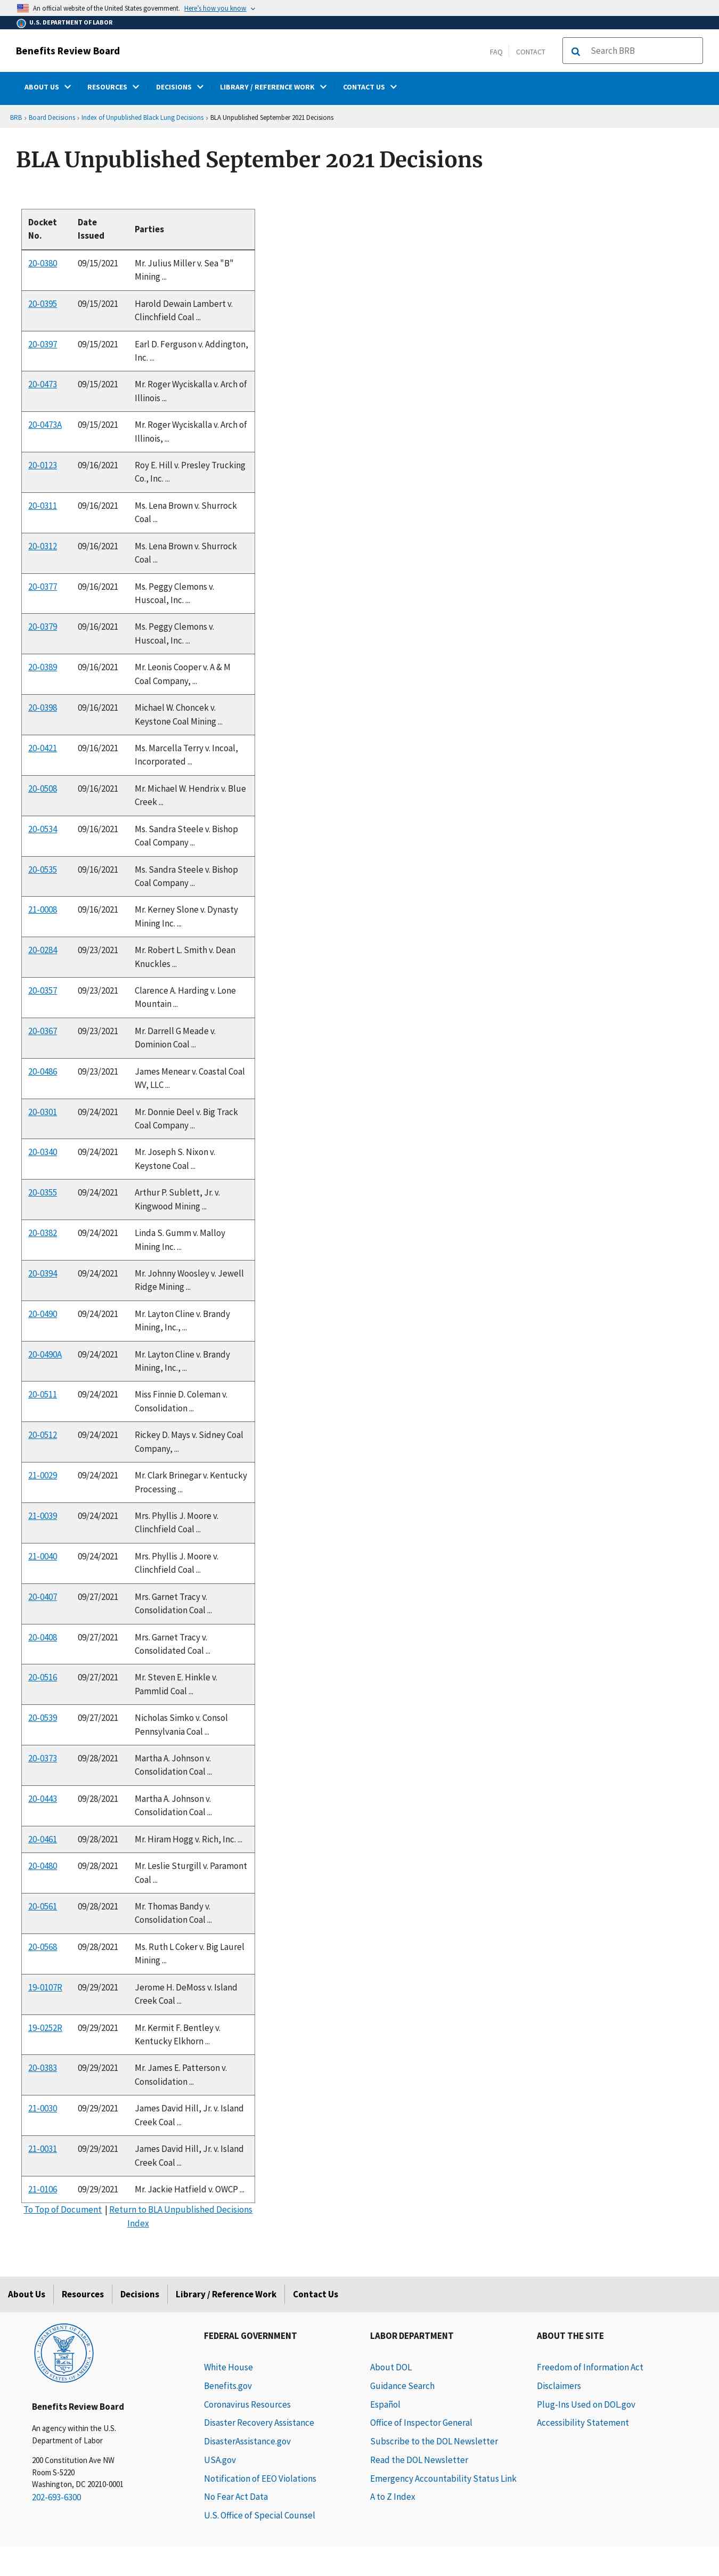 An official website of the United States government. Here's how you know
U.S. DEPARTMENT OF LABOR
Benefits Review Board
FAQ
CONTACT
Search BRB
ABOUT US
RESOURCES
DECISIONS
LIBRARY / REFERENCE WORK
CONTACT US
BRB › Board Decisions › Index of Unpublished Black Lung Decisions › BLA Unpublished September 2021 Decisions
BLA Unpublished September 2021 Decisions
Docket Date Parties
No. Issued
20-0380 09/15/2021 Mr. Julius Miller v. Sea "B"
Mining ...
20-0395 09/15/2021 Harold Dewain Lambert v.
Clinchfield Coal ...
20-0397 09/15/2021 Earl D. Ferguson v. Addington,
Inc. ...
20-0473 09/15/2021 Mr. Roger Wyciskalla v. Arch of
Illinois ...
20-0473A 09/15/2021 Mr. Roger Wyciskalla v. Arch of
Illinois, ...
20-0123 09/16/2021 Roy E. Hill v. Presley Trucking
Co., Inc. ...
20-0311 09/16/2021 Ms. Lena Brown v. Shurrock
Coal ...
20-0312 09/16/2021 Ms. Lena Brown v. Shurrock
Coal ...
20-0377 09/16/2021 Ms. Peggy Clemons v.
Huscoal, Inc. ...
20-0379 09/16/2021 Ms. Peggy Clemons v.
Huscoal, Inc. ...
20-0389 09/16/2021 Mr. Leonis Cooper v. A & M
Coal Company, ...
20-0398 09/16/2021 Michael W. Choncek v.
Keystone Coal Mining ...
20-0421 09/16/2021 Ms. Marcella Terry v. Incoal,
Incorporated ...
20-0508 09/16/2021 Mr. Michael W. Hendrix v. Blue
Creek ...
20-0534 09/16/2021 Ms. Sandra Steele v. Bishop
Coal Company ...
20-0535 09/16/2021 Ms. Sandra Steele v. Bishop
Coal Company ...
21-0008 09/16/2021 Mr. Kerney Slone v. Dynasty
Mining Inc. ...
20-0284 09/23/2021 Mr. Robert L. Smith v. Dean
Knuckles ...
20-0357 09/23/2021 Clarence A. Harding v. Lone
Mountain ...
20-0367 09/23/2021 Mr. Darrell G Meade v.
Dominion Coal ...
20-0486 09/23/2021 James Menear v. Coastal Coal
WV, LLC ...
20-0301 09/24/2021 Mr. Donnie Deel v. Big Track
Coal Company ...
20-0340 09/24/2021 Mr. Joseph S. Nixon v.
Keystone Coal ...
20-0355 09/24/2021 Arthur P. Sublett, Jr. v.
Kingwood Mining ...
20-0382 09/24/2021 Linda S. Gumm v. Malloy
Mining Inc. ...
20-0394 09/24/2021 Mr. Johnny Woosley v. Jewell
Ridge Mining ...
20-0490 09/24/2021 Mr. Layton Cline v. Brandy
Mining, Inc., ...
20-0490A 09/24/2021 Mr. Layton Cline v. Brandy
Mining, Inc., ...
20-0511 09/24/2021 Miss Finnie D. Coleman v.
Consolidation ...
20-0512 09/24/2021 Rickey D. Mays v. Sidney Coal
Company, ...
21-0029 09/24/2021 Mr. Clark Brinegar v. Kentucky
Processing ...
21-0039 09/24/2021 Mrs. Phyllis J. Moore v.
Clinchfield Coal ...
21-0040 09/24/2021 Mrs. Phyllis J. Moore v.
Clinchfield Coal ...
20-0407 09/27/2021 Mrs. Garnet Tracy v.
Consolidation Coal ...
20-0408 09/27/2021 Mrs. Garnet Tracy v.
Consolidated Coal ...
20-0516 09/27/2021 Mr. Steven E. Hinkle v.
Pammlid Coal ...
20-0539 09/27/2021 Nicholas Simko v. Consol
Pennsylvania Coal ...
20-0373 09/28/2021 Martha A. Johnson v.
Consolidation Coal ...
20-0443 09/28/2021 Martha A. Johnson v.
Consolidation Coal ...
20-0461 09/28/2021 Mr. Hiram Hogg v. Rich, Inc. ...
20-0480 09/28/2021 Mr. Leslie Sturgill v. Paramont
Coal ...
20-0561 09/28/2021 Mr. Thomas Bandy v.
Consolidation Coal ...
20-0568 09/28/2021 Ms. Ruth L Coker v. Big Laurel
Mining ...
19-0107R 09/29/2021 Jerome H. DeMoss v. Island
Creek Coal ...
19-0252R 09/29/2021 Mr. Kermit F. Bentley v.
Kentucky Elkhorn ...
20-0383 09/29/2021 Mr. James E. Patterson v.
Consolidation ...
21-0030 09/29/2021 James David Hill, Jr. v. Island
Creek Coal ...
21-0031 09/29/2021 James David Hill, Jr. v. Island
Creek Coal ...
21-0106 09/29/2021 Mr. Jackie Hatfield v. OWCP ...
To Top of Document | Return to BLA Unpublished Decisions
Index
About Us
Resources
Decisions
Library / Reference Work
Contact Us
Benefits Review Board
An agency within the U.S.
Department of Labor
200 Constitution Ave NW
Room S-5220
Washington, DC 20210-0001
202-693-6300
FEDERAL GOVERNMENT
White House
Benefits.gov
Coronavirus Resources
Disaster Recovery Assistance
DisasterAssistance.gov
USA.gov
Notification of EEO Violations
No Fear Act Data
U.S. Office of Special Counsel
LABOR DEPARTMENT
About DOL
Guidance Search
Español
Office of Inspector General
Subscribe to the DOL Newsletter
Read the DOL Newsletter
Emergency Accountability Status Link
A to Z Index
ABOUT THE SITE
Freedom of Information Act
Disclaimers
Plug-Ins Used on DOL.gov
Accessibility Statement